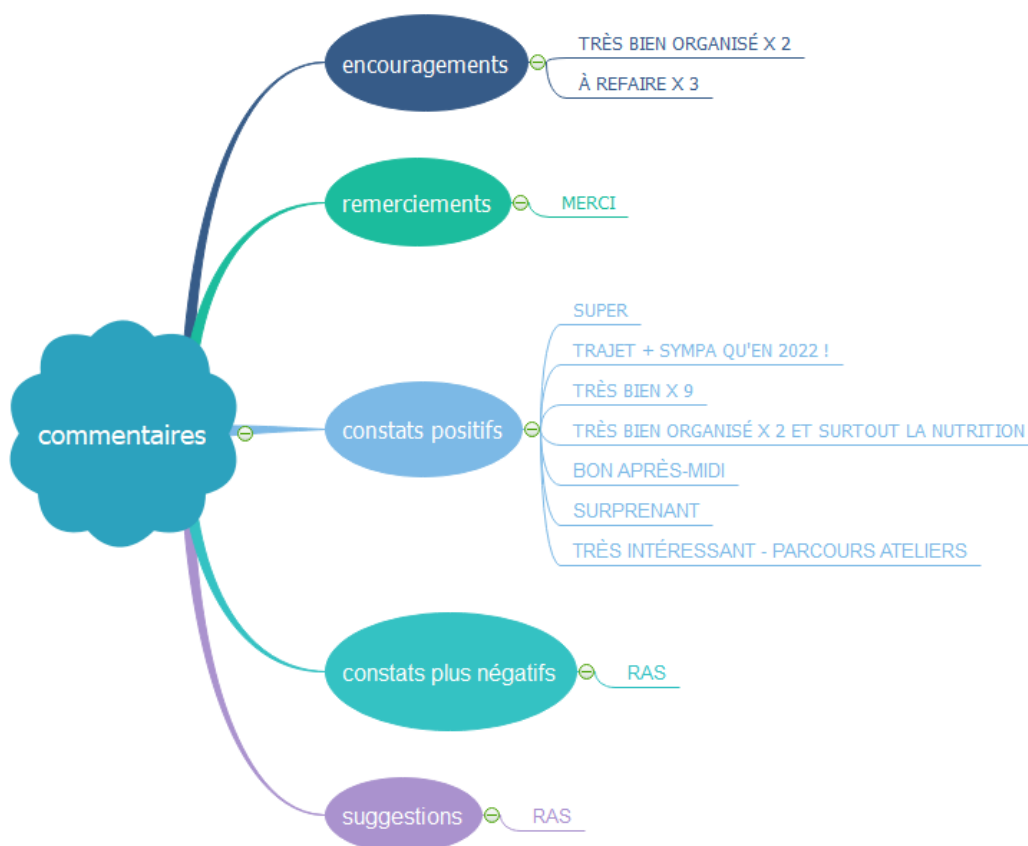 commentaires
encouragements
TRÈS BIEN ORGANISÉ X 2
À REFAIRE X 3
remerciements
MERCI
constats positifs
SUPER
TRAJET + SYMPA QU'EN 2022 !
TRÈS BIEN X 9
TRÈS BIEN ORGANISÉ X 2 ET SURTOUT LA NUTRITION
BON APRÈS-MIDI
SURPRENANT
TRÈS INTÉRESSANT - PARCOURS ATELIERS
constats plus négatifs
RAS
suggestions
RAS